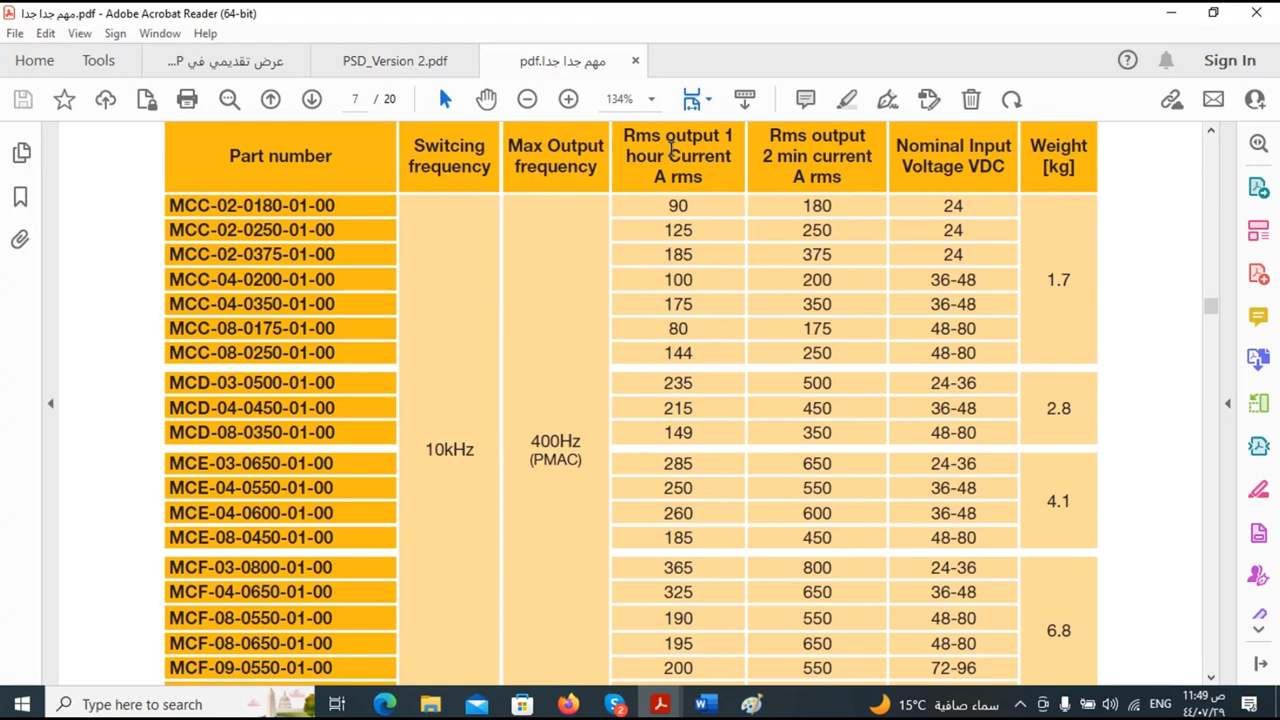 مهم جدا جدا.pdf - Adobe Acrobat Reader (64-bit)
File Edit View Sign Window Help
Home Tools عرض تقديمي في P... PSD_Version 2.pdf مهم جدا جدا.pdf Sign In
7 / 20 134%
Part number Switcing frequency Max Output frequency Rms output 1 hour Current A rms Rms output 2 min current A rms Nominal Input Voltage VDC Weight [kg]
MCC-02-0180-01-00 90 180 24
MCC-02-0250-01-00 125 250 24
MCC-02-0375-01-00 185 375 24
MCC-04-0200-01-00 100 200 36-48 1.7
MCC-04-0350-01-00 175 350 36-48
MCC-08-0175-01-00 80 175 48-80
MCC-08-0250-01-00 144 250 48-80
MCD-03-0500-01-00 235 500 24-36
MCD-04-0450-01-00 215 450 36-48 2.8
MCD-08-0350-01-00 149 350 48-80
10kHz 400Hz (PMAC)
MCE-03-0650-01-00 285 650 24-36
MCE-04-0550-01-00 250 550 36-48 4.1
MCE-04-0600-01-00 260 600 36-48
MCE-08-0450-01-00 185 450 48-80
MCF-03-0800-01-00 365 800 24-36
MCF-04-0650-01-00 325 650 36-48
MCF-08-0550-01-00 190 550 48-80 6.8
MCF-08-0650-01-00 195 650 48-80
MCF-09-0550-01-00 200 550 72-96
Type here to search 15°C سماء صافية ENG 11:49 ص
٤٤/٠٧/٢٩